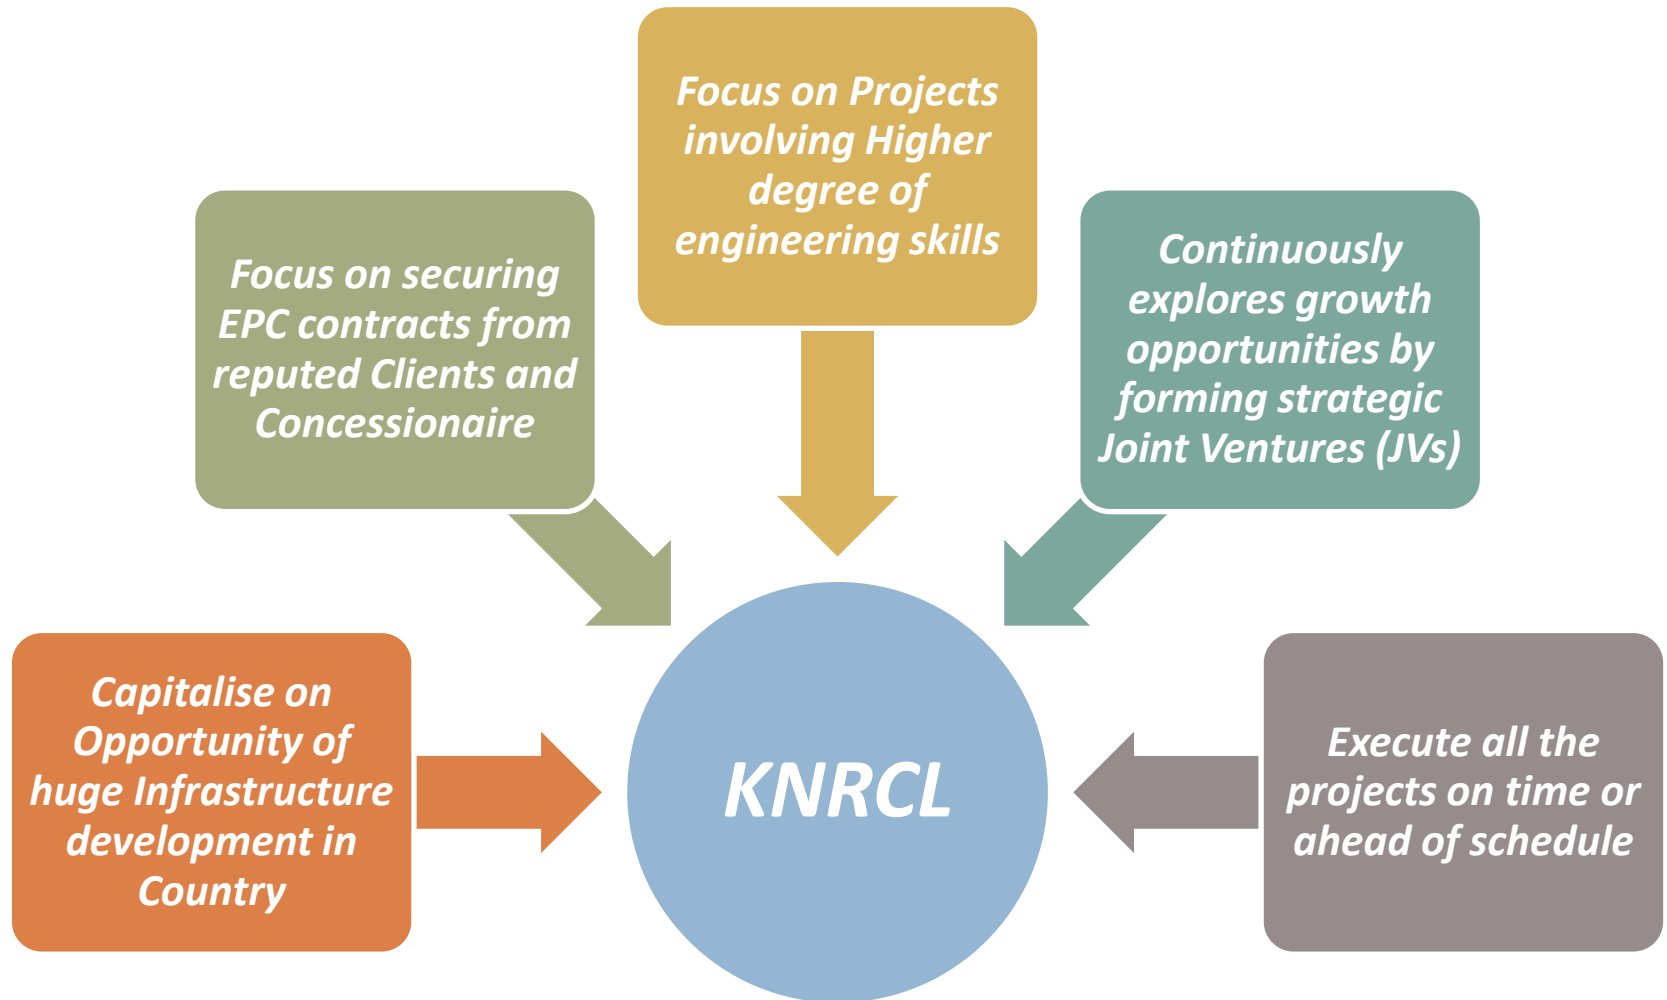 Focus on Projects
involving Higher
degree of
engineering skills
Focus on securing
EPC contracts from
reputed Clients and
Concessionaire
Continuously
explores growth
opportunities by
forming strategic
Joint Ventures (JVs)
Capitalise on
Opportunity of
huge Infrastructure
development in
Country
KNRCL
Execute all the
projects on time or
ahead of schedule